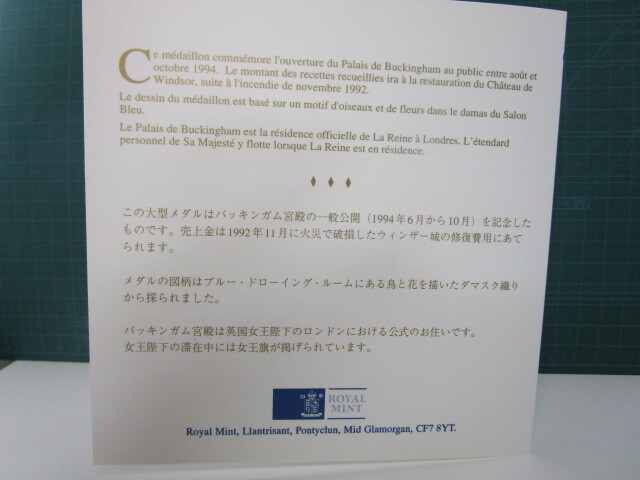 Ce médaillon commémore l'ouverture du Palais de Buckingham au public entre août et
octobre 1994. Le montant des recettes recueillies ira à la restauration du Château de
Windsor, suite à l'incendie de novembre 1992.
Le dessin du médaillon est basé sur un motif d'oiseaux et de fleurs dans le damas du Salon
Bleu.
Le Palais de Buckingham est la résidence officielle de La Reine à Londres. L'étendard
personnel de Sa Majesté y flotte lorsque La Reine est en résidence.
この大型メダルはバッキンガム宮殿の一般公開（1994年6月から10月）を記念した
ものです。売上金は1992年11月に火災で破損したウィンザー城の修復費用にあて
られます。
メダルの図柄はブルー・ドローイング・ルームにある鳥と花を描いたダマスク織り
から採られました。
バッキンガム宮殿は英国女王陛下のロンドンにおける公式のお住いです。
女王陛下の滞在中には女王旗が掲げられています。
ROYAL
MINT
Royal Mint, Llantrisant, Pontyclun, Mid Glamorgan, CF7 8YT.